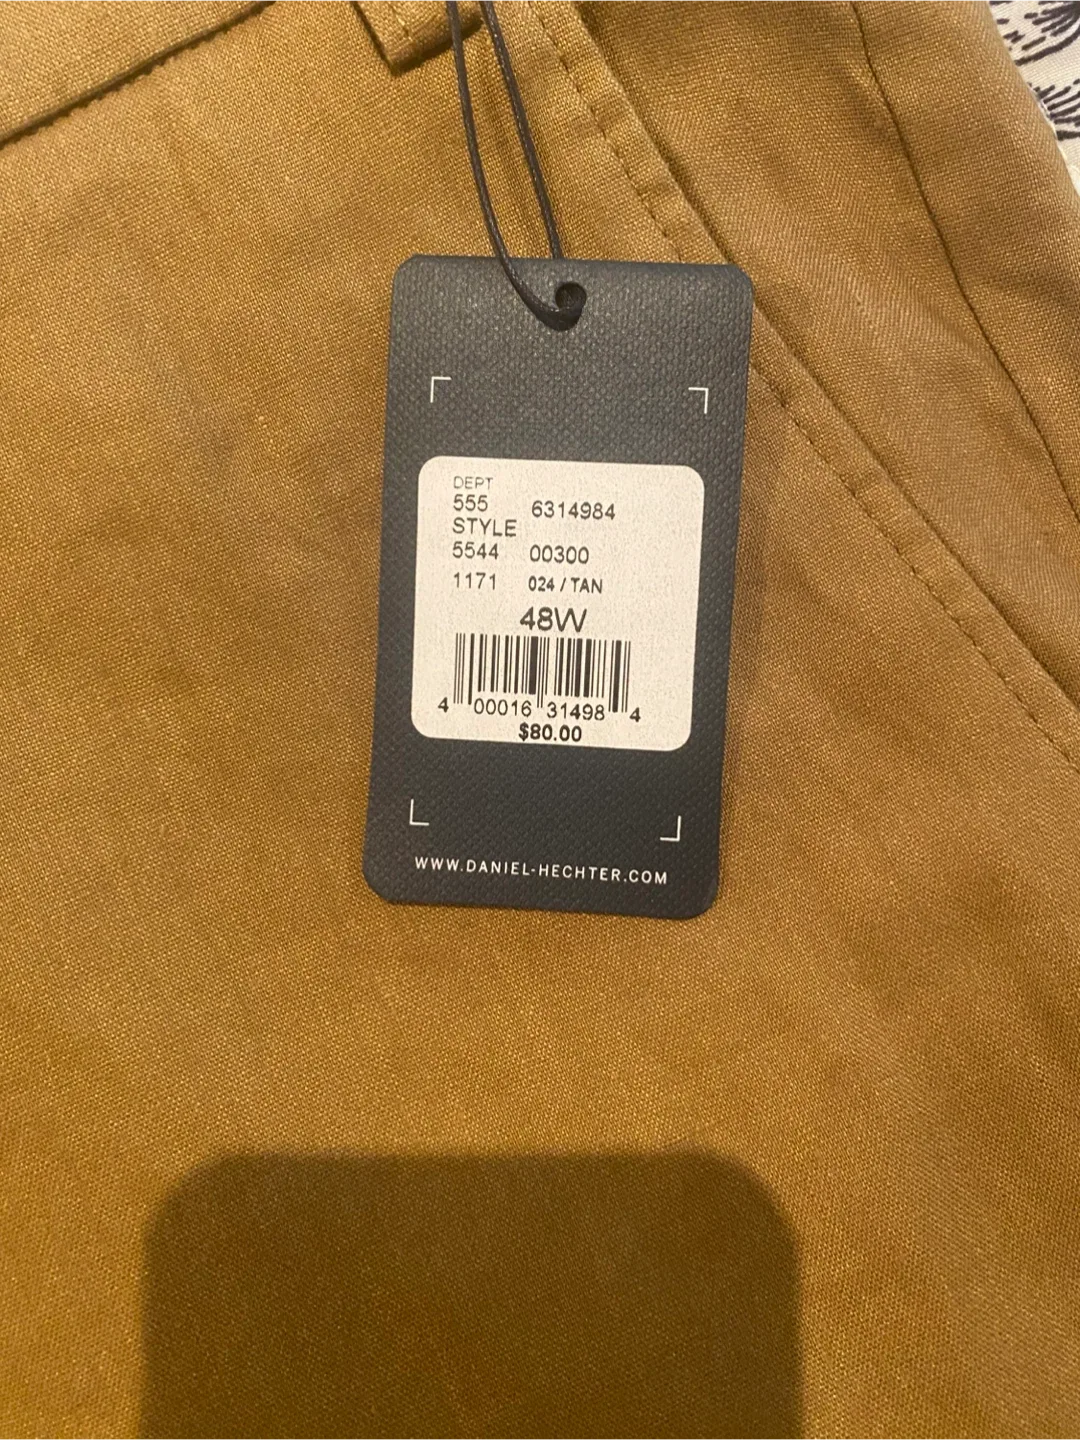 DEPT
555 6314984
STYLE
5544 00300
1171 024 / TAN
48W
4 00016 31498 4
$80.00
WWW.DANIEL-HECHTER.COM